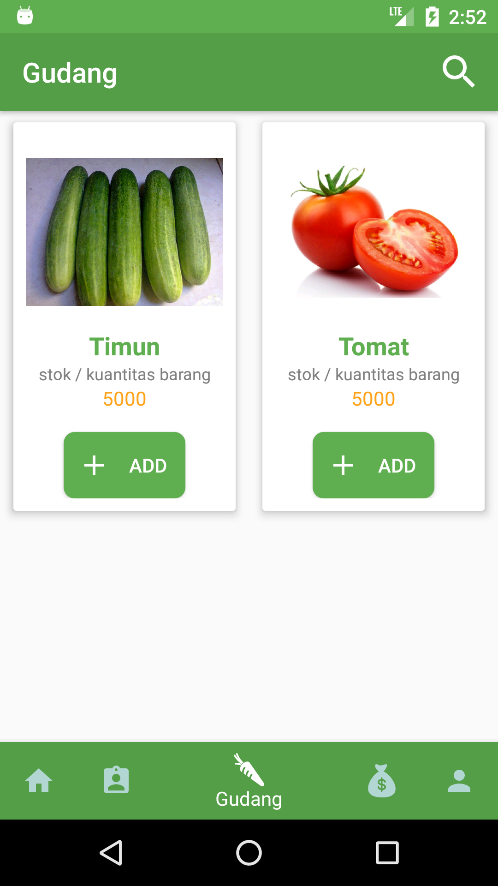 LTE 2:52
Gudang
Timun
stok / kuantitas barang
5000
ADD
Tomat
stok / kuantitas barang
5000
ADD
Gudang